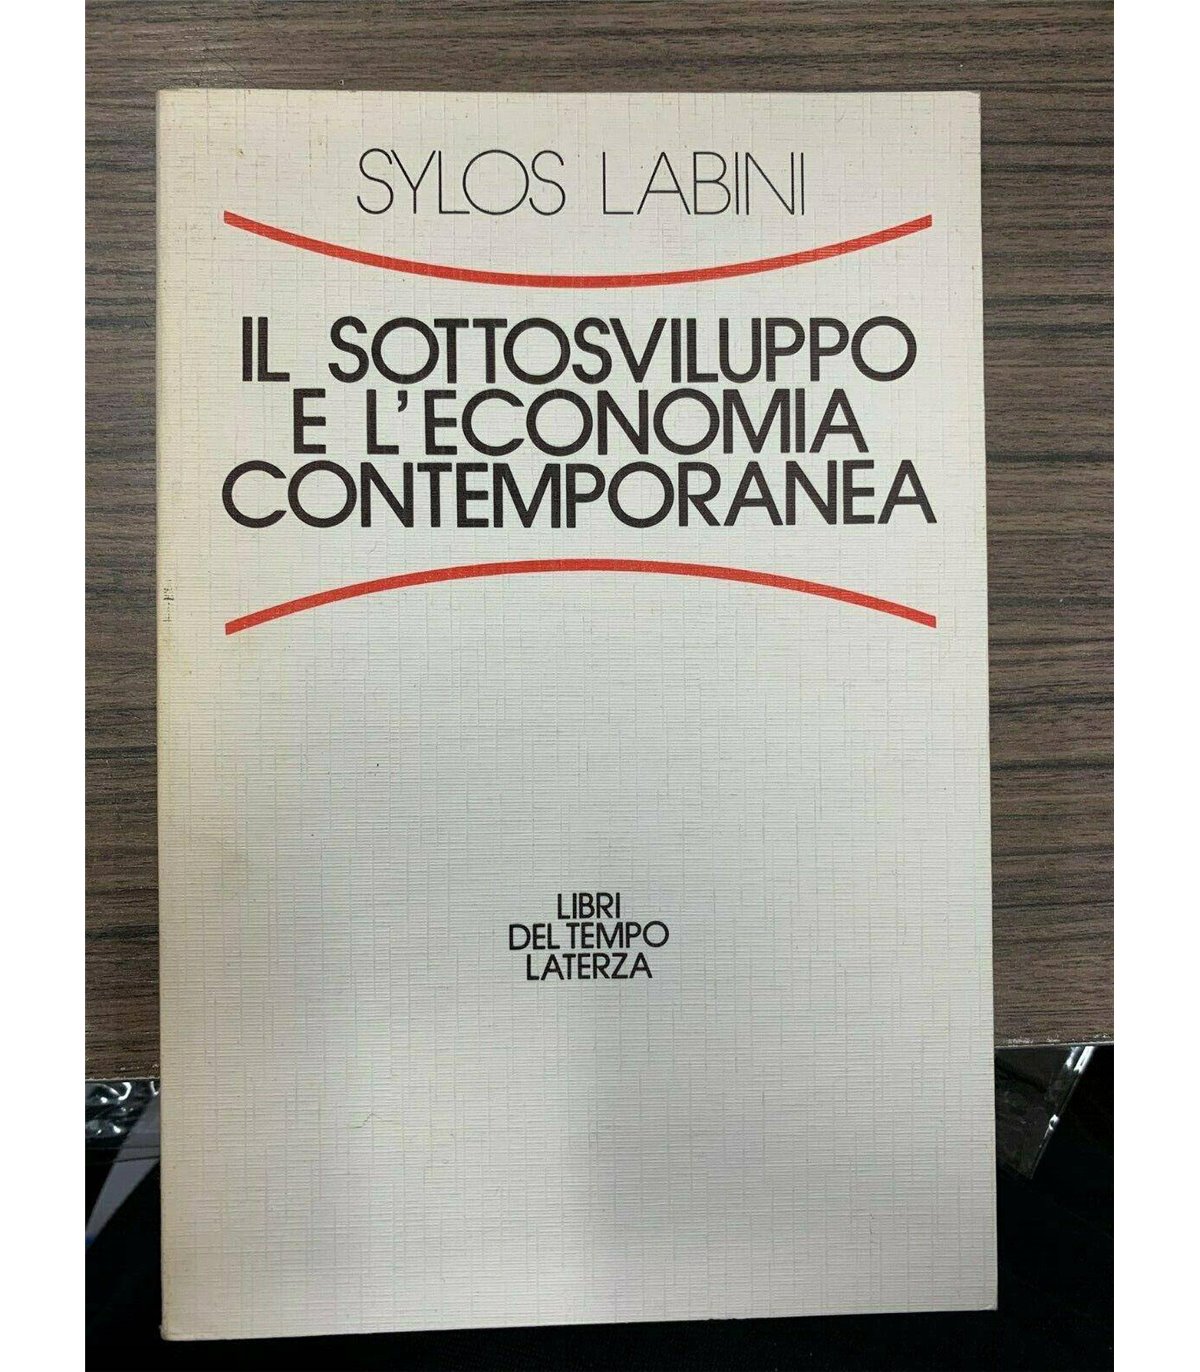 SYLOS LABINI
IL SOTTOSVILUPPO
E L'ECONOMIA
CONTEMPORANEA
LIBRI
DEL TEMPO
LATERZA